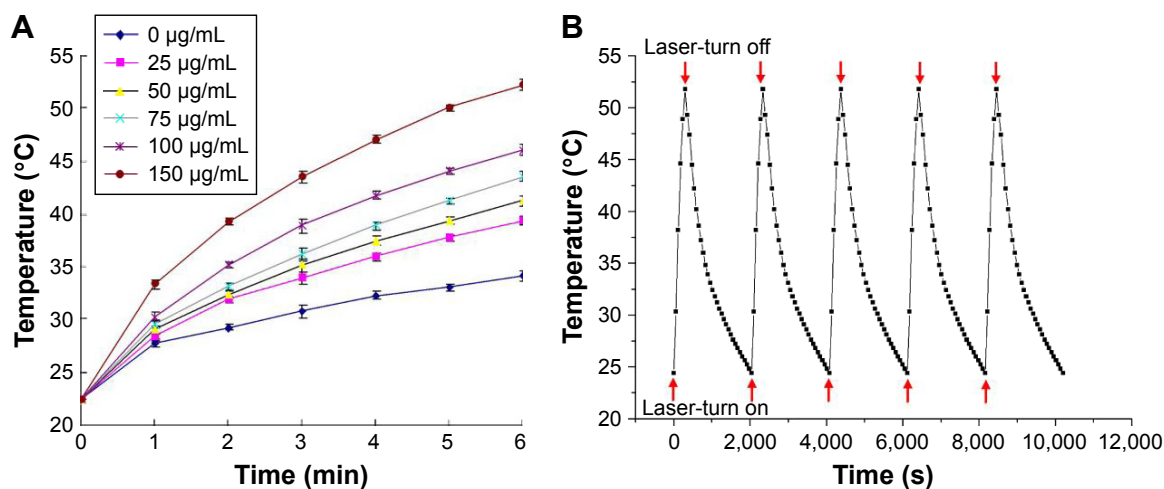 A
0 µg/mL
25 µg/mL
50 µg/mL
75 µg/mL
100 µg/mL
150 µg/mL
55
50
45
40
35
30
25
20
Temperature (°C)
0
1
2
3
4
5
6
Time (min)
B
Laser-turn off
55
50
45
40
35
30
25
20
Temperature (°C)
Laser-turn on
0
2,000
4,000
6,000
8,000
10,000
12,000
Time (s)